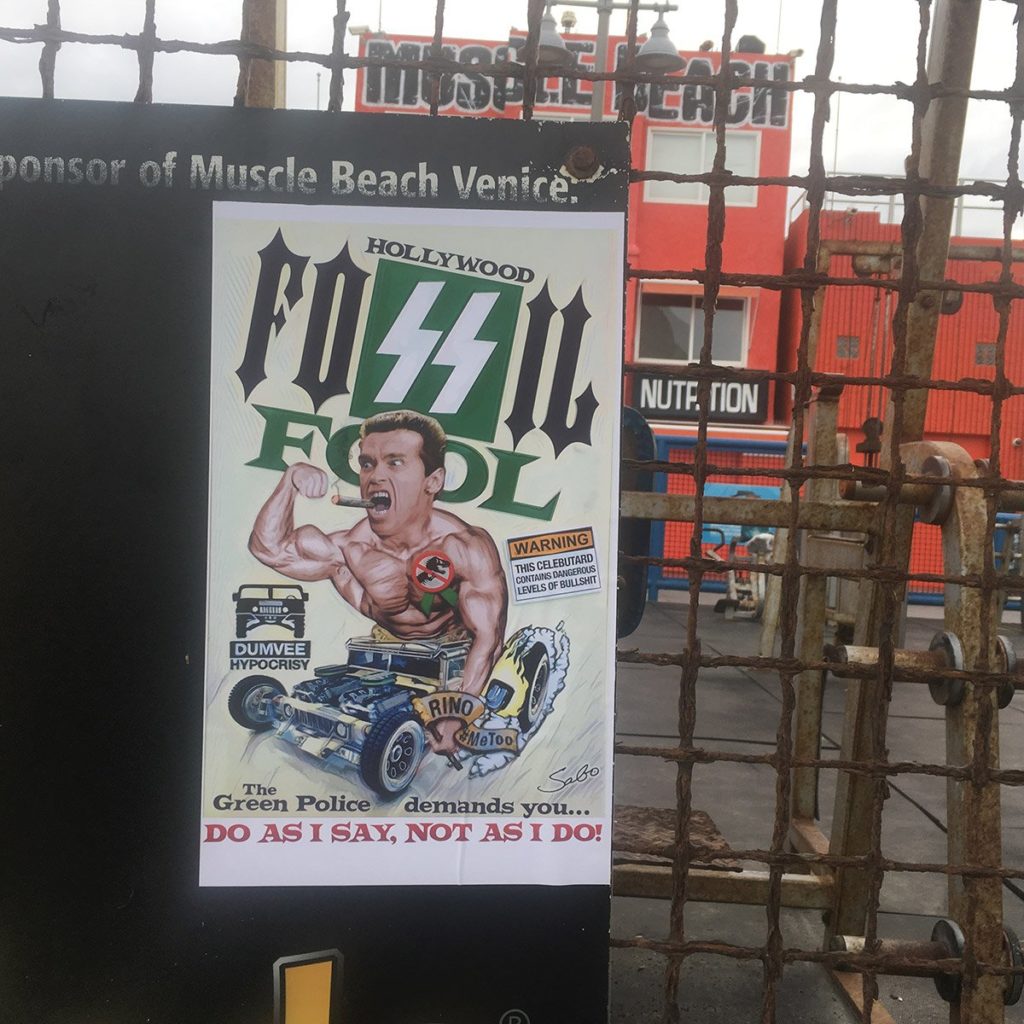 MUSCLE BEACH
ponsor of Muscle Beach Venice.
HOLLYWOOD
FOSSIL
FOOL
NUTRITION
WARNING
THIS CELEBUTARD
CONTAINS DANGEROUS
LEVELS OF BULLSHIT
DUMVEE
HYPOCRISY
RINO
#MeToo
Sabo
The
Green Police demands you...
DO AS I SAY, NOT AS I DO!
®